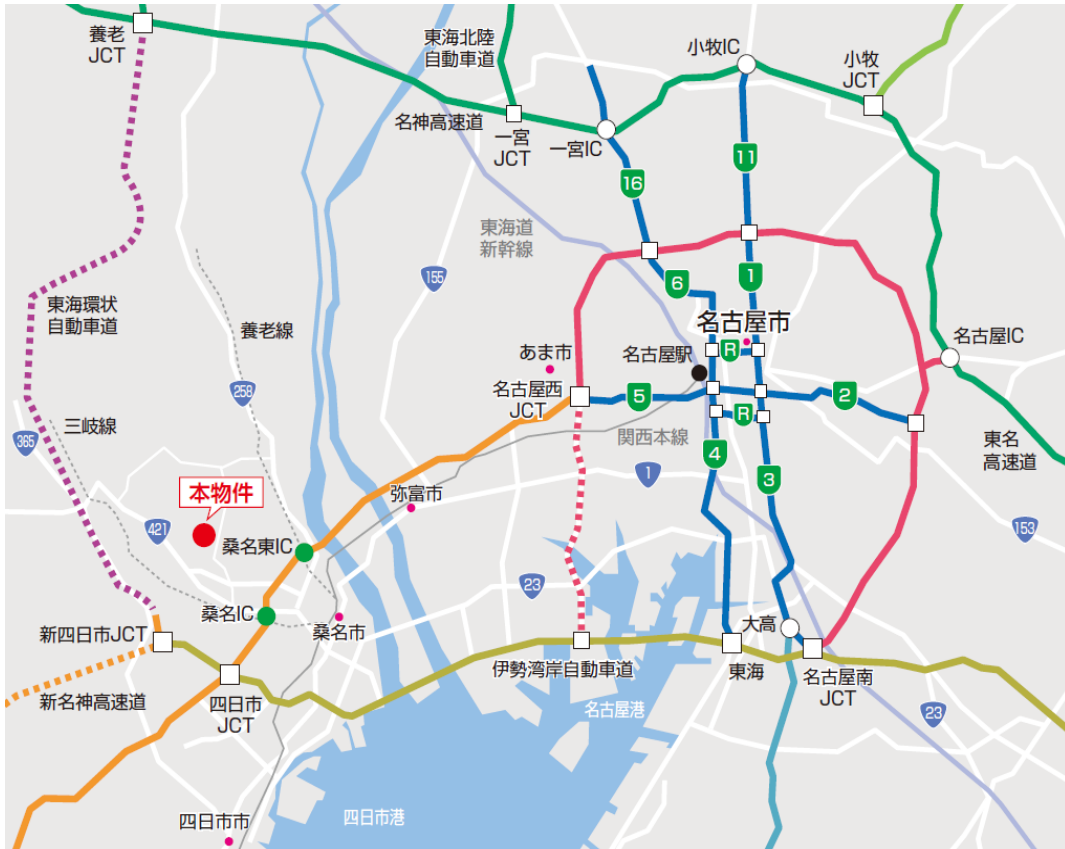 養老
JCT
東海北陸
自動車道
小牧IC
小牧
JCT
名神高速道
一宮
JCT
一宮IC
11
16
東海道
新幹線
155
6
1
東海環状
自動車道
養老線
名古屋市
名古屋IC
R
あま市
名古屋駅
258
名古屋西
JCT
5
2
三岐線
365
R
関西本線
東名
高速道
4
1
3
本物件
弥富市
421
153
桑名東IC
23
桑名IC
桑名市
大高
新四日市JCT
伊勢湾岸自動車道
東海
名古屋南
JCT
新名神高速道
四日市
JCT
名古屋港
23
四日市港
四日市市